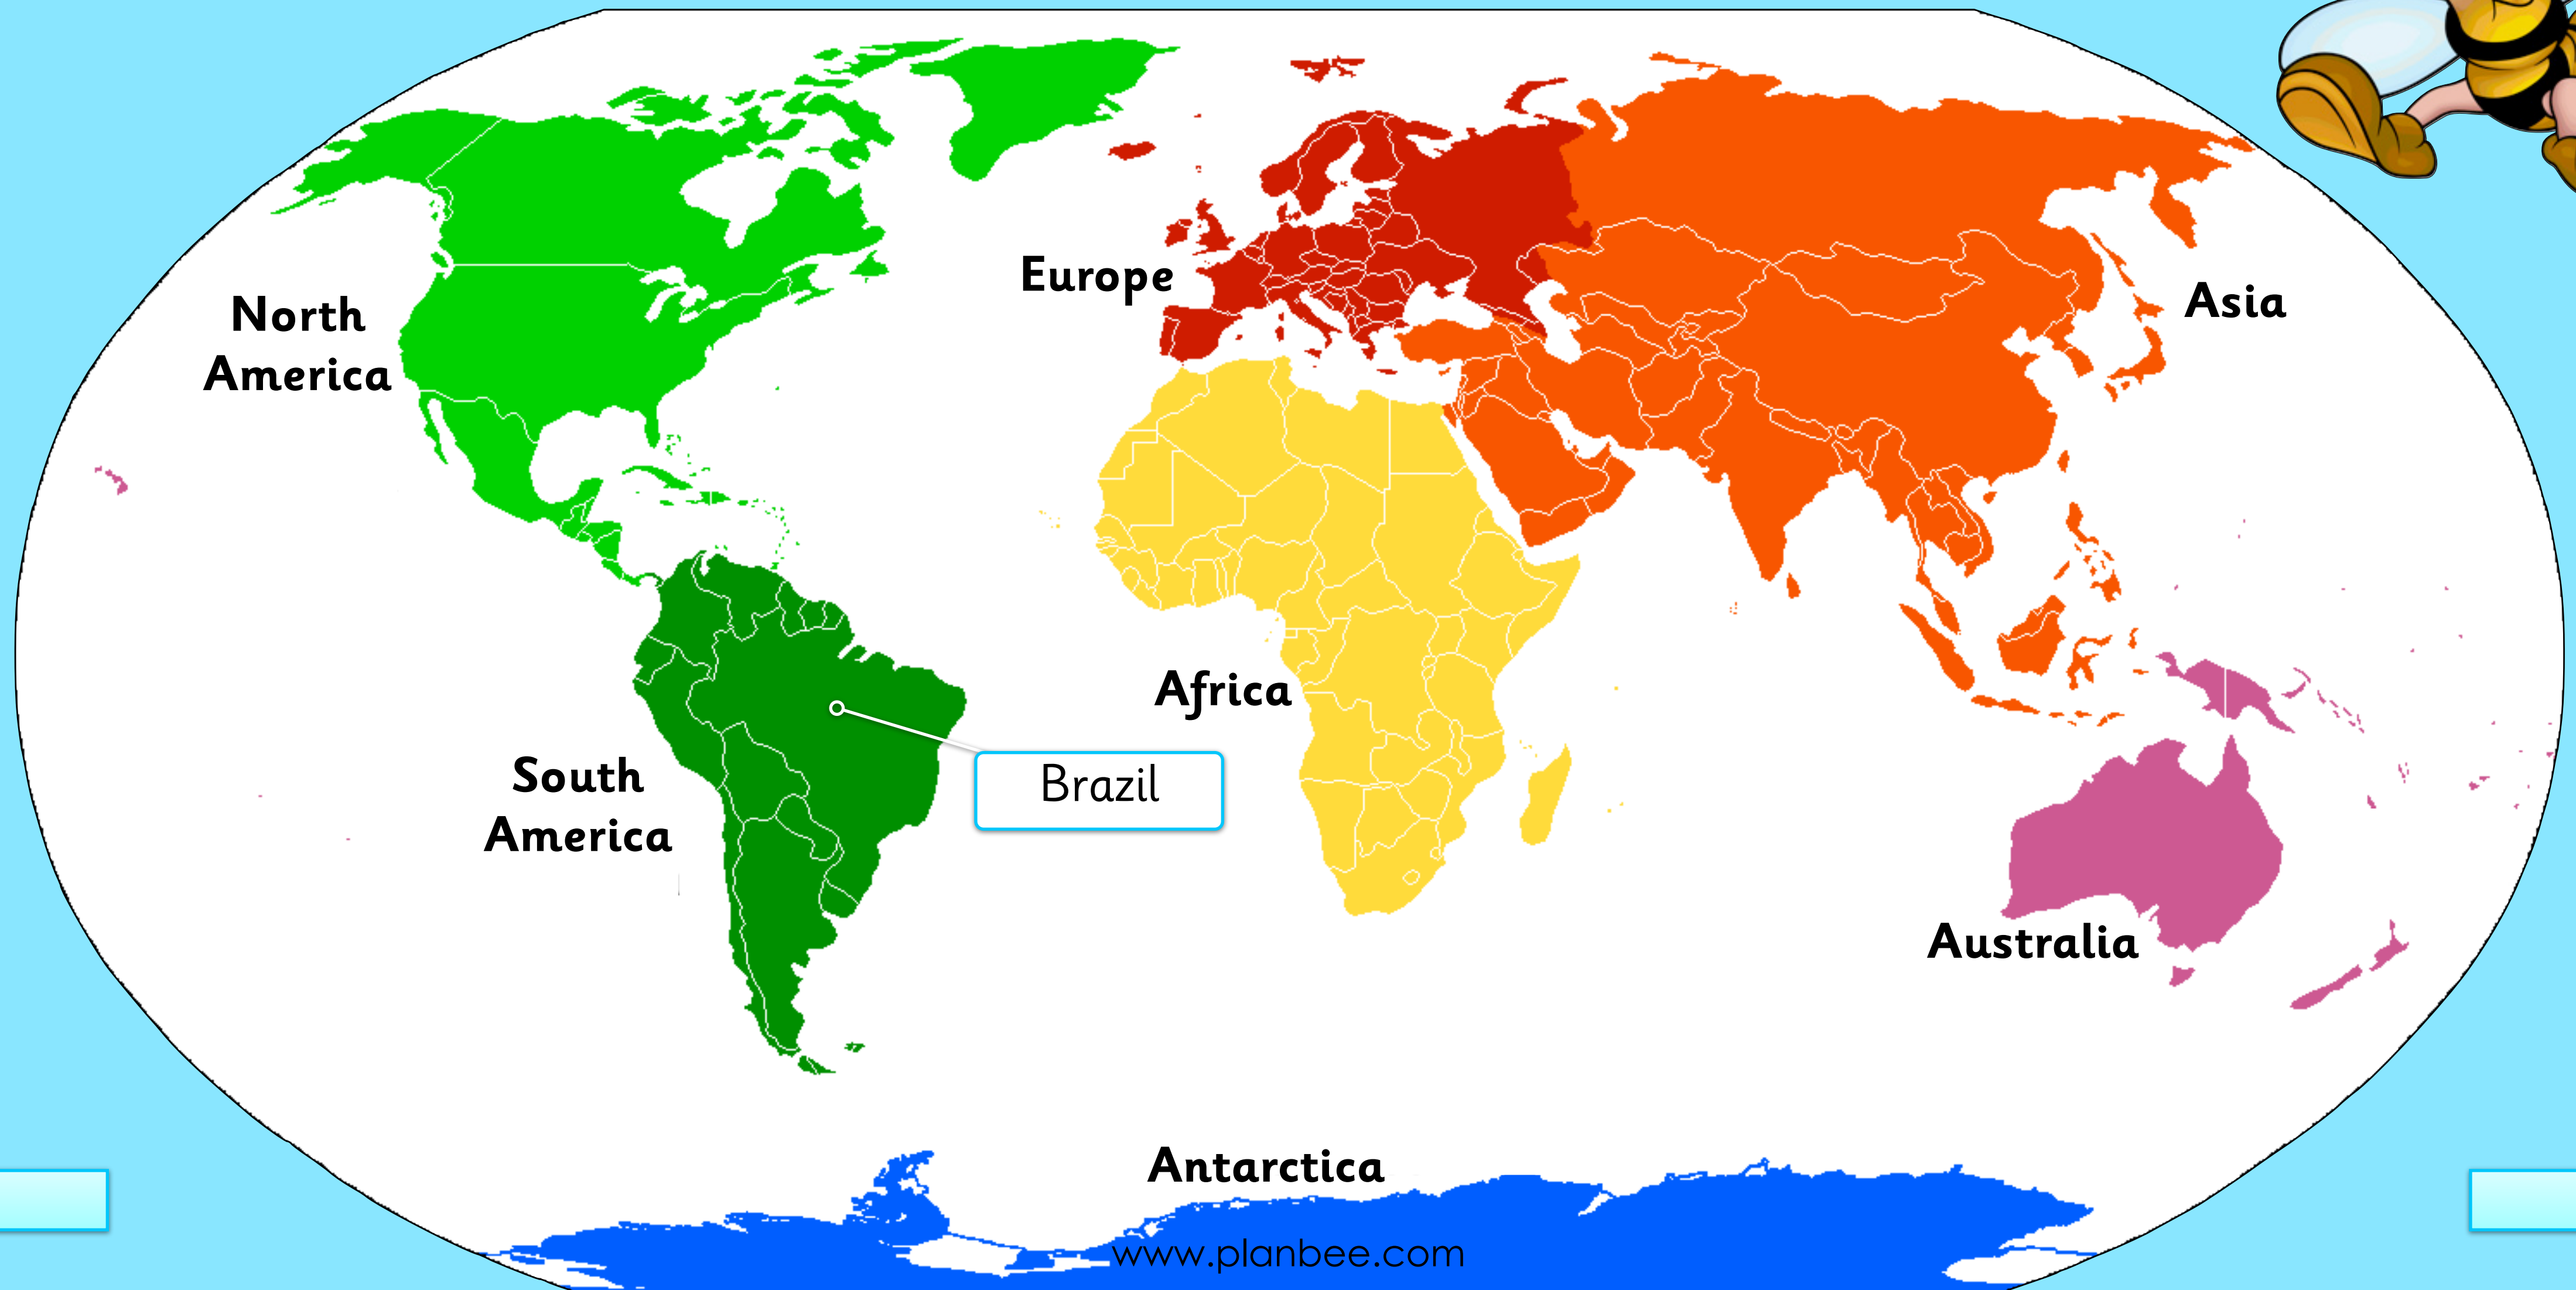 Europe
Asia
North
America
Africa
South
America
Brazil
Australia
Antarctica
www.planbee.com